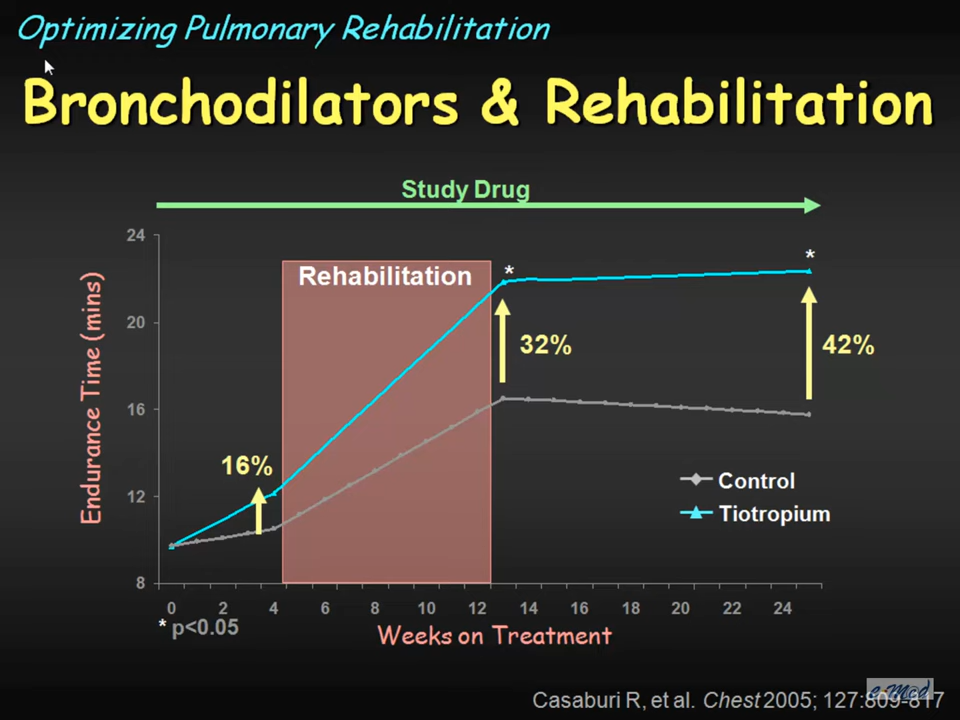 Optimizing Pulmonary Rehabilitation
Bronchodilators & Rehabilitation
Study Drug
24
20
16
12
8
Endurance Time (mins)
Rehabilitation
*
*
16%
32%
42%
Control
Tiotropium
0 2 4 6 8 10 12 14 16 18 20 22 24
* p<0.05
Weeks on Treatment
Casaburi R, et al. Chest 2005; 127:809-817